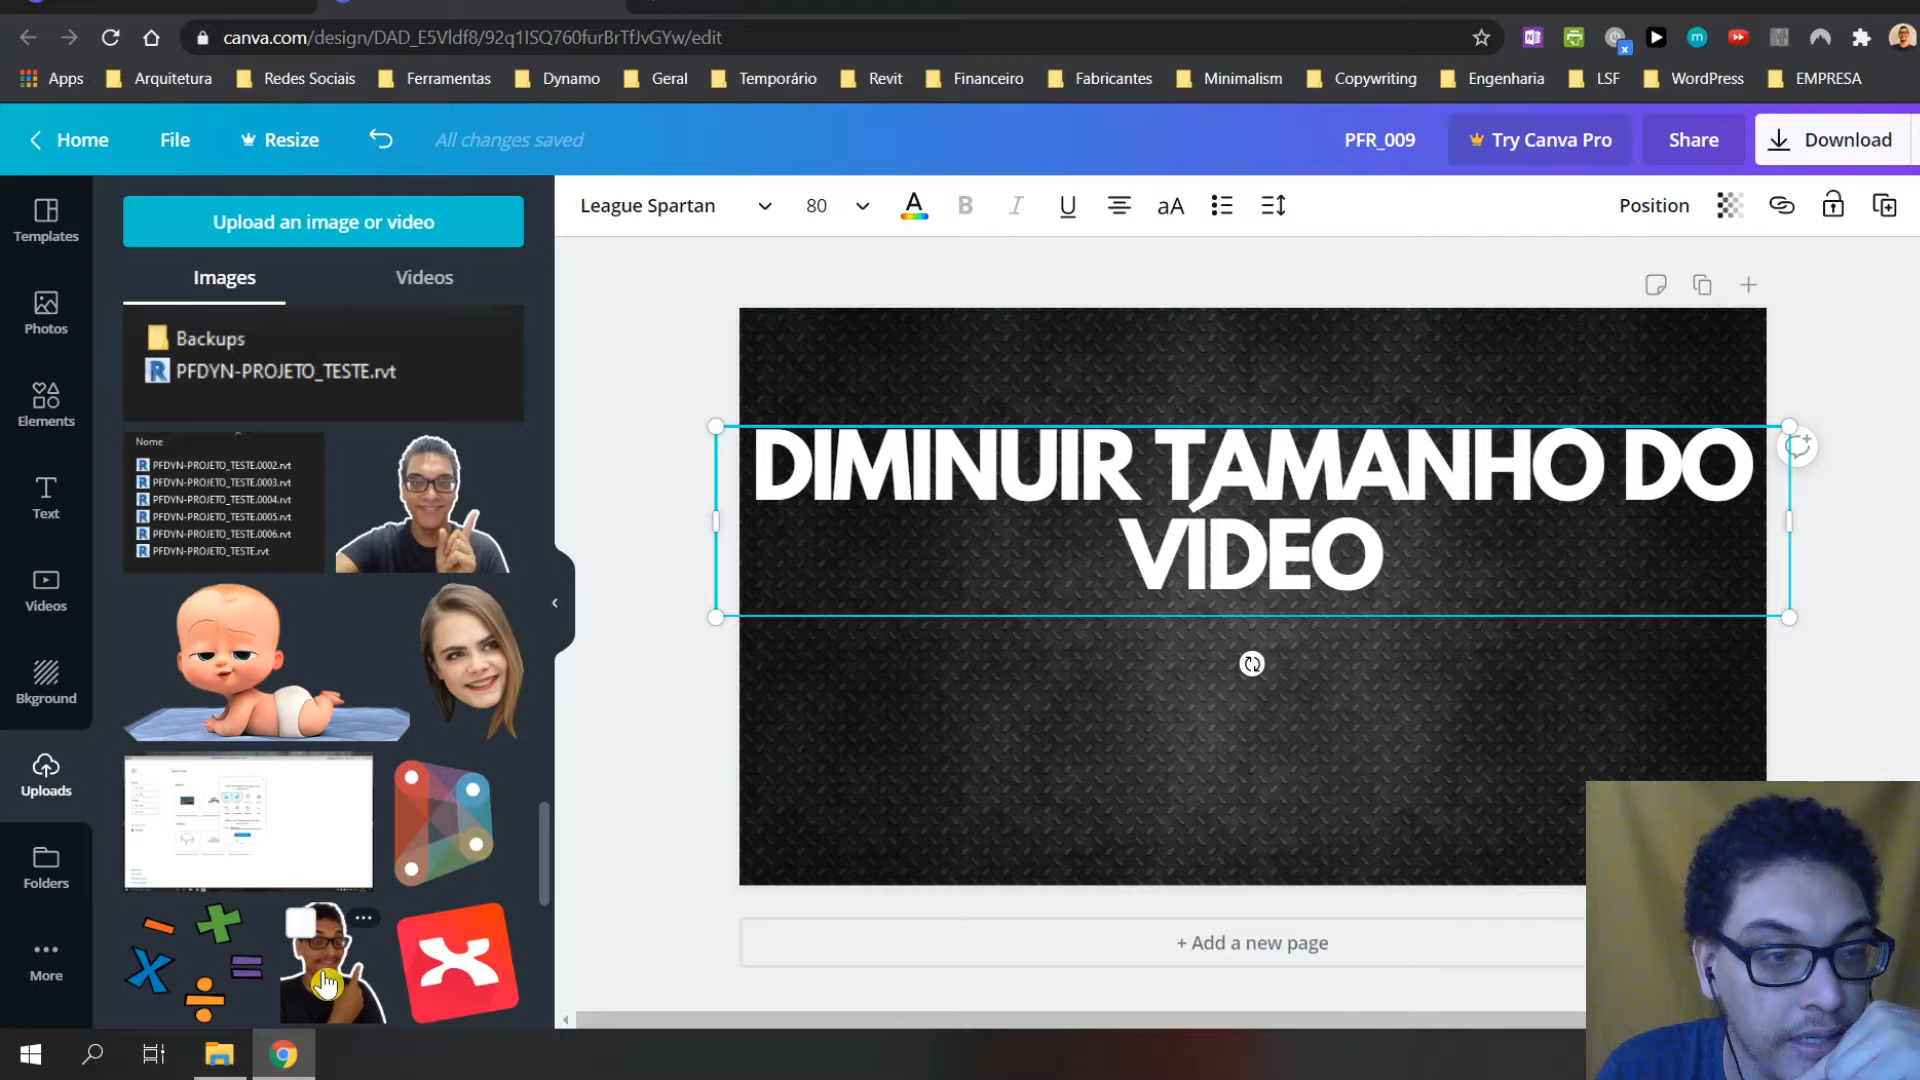 canva.com/design/DAD_E5Vldf8/92q1ISQ760furBrTfJvGYw/edit
Apps Arquitetura Redes Sociais Ferramentas Dynamo Geral Temporário Revit Financeiro Fabricantes Minimalism Copywriting Engenharia LSF WordPress EMPRESA
Home File Resize All changes saved PFR_009 Try Canva Pro Share Download
Templates
Photos
Elements
Text
Videos
Bkground
Uploads
Folders
More
Upload an image or video
Images Videos
Backups
PFDYN-PROJETO_TESTE.rvt
Nome
PFDYN-PROJETO_TESTE.0002.rvt
PFDYN-PROJETO_TESTE.0003.rvt
PFDYN-PROJETO_TESTE.0004.rvt
PFDYN-PROJETO_TESTE.0005.rvt
PFDYN-PROJETO_TESTE.0006.rvt
PFDYN-PROJETO_TESTE.rvt
League Spartan 80 A B I U aA Position
DIMINUIR TAMANHO DO
VÍDEO
+ Add a new page